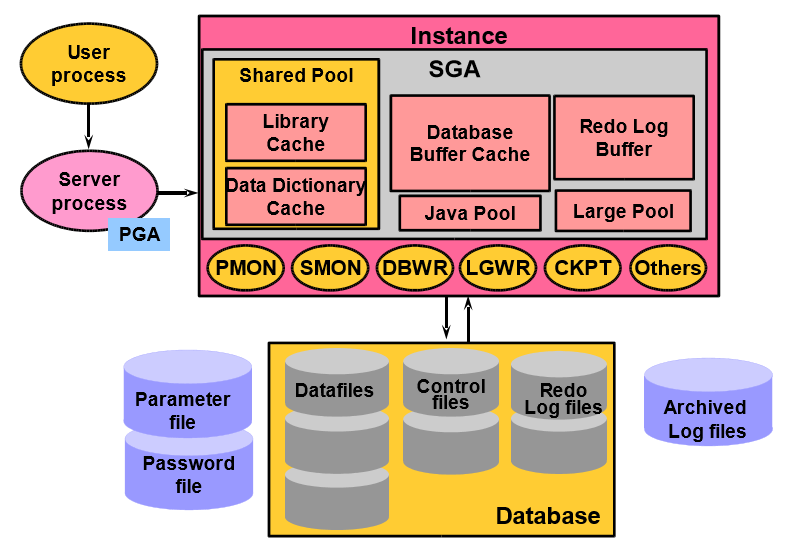 User
process
Server
process
PGA
Instance
SGA
Shared Pool
Library
Cache
Data Dictionary
Cache
Database
Buffer Cache
Redo Log
Buffer
Java Pool
Large Pool
PMON
SMON
DBWR
LGWR
CKPT
Others
Parameter
file
Password
file
Datafiles
Control
files
Redo
Log files
Database
Archived
Log files